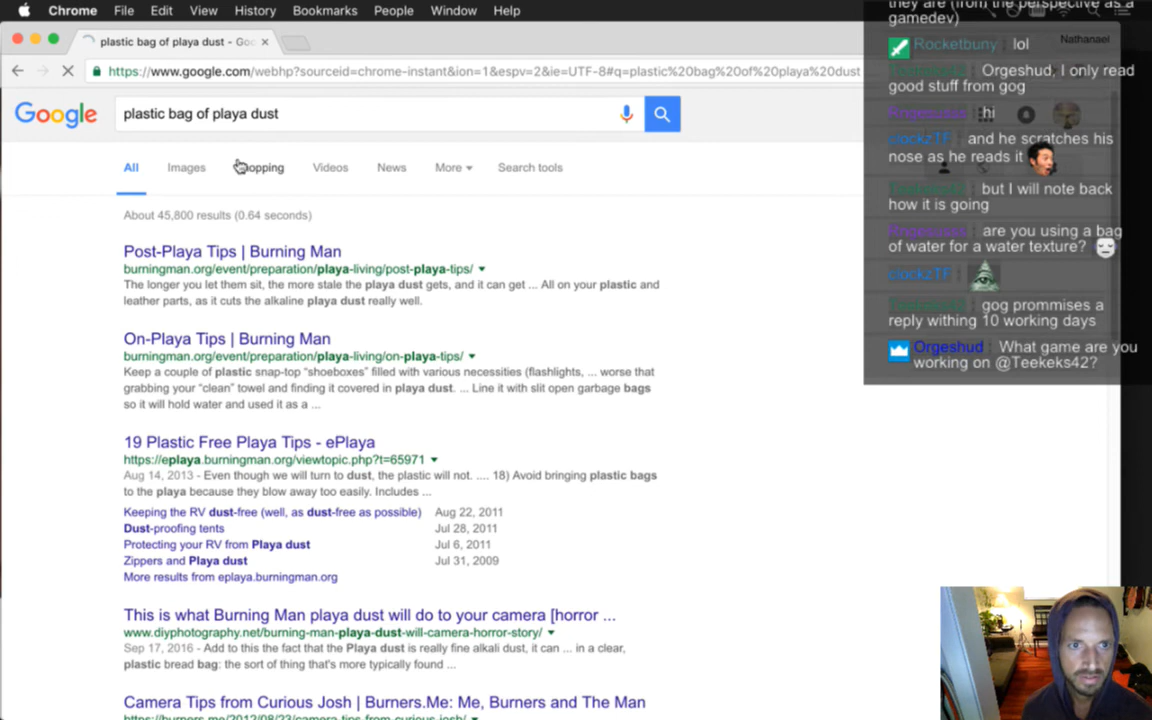 Chrome File Edit View History Bookmarks People Window Help
plastic bag of playa dust - Goo
https://www.google.com/webhp?sourceid=chrome-instant&ion=1&espv=2&ie=UTF-8#q=plastic%20bag%20of%20playa%20dust
Google plastic bag of playa dust
All Images Shopping Videos News More Search tools
About 45,800 results (0.64 seconds)
Post-Playa Tips | Burning Man
burningman.org/event/preparation/playa-living/post-playa-tips/
The longer you let them sit, the more stale the playa dust gets, and it can get ... All on your plastic and
leather parts, as it cuts the alkaline playa dust really well.
On-Playa Tips | Burning Man
burningman.org/event/preparation/playa-living/on-playa-tips/
Keep a couple of plastic snap-top “shoeboxes” filled with various necessities (flashlights, ... worse that
grabbing your “clean” towel and finding it covered in playa dust. ... Line it with slit open garbage bags
so it will hold water and used it as a ...
19 Plastic Free Playa Tips - ePlaya
https://eplaya.burningman.org/viewtopic.php?t=65971
Aug 14, 2013 - Even though we will turn to dust, the plastic will not. .... 18) Avoid bringing plastic bags
to the playa because they blow away too easily. Includes ...
Keeping the RV dust-free (well, as dust-free as possible) Aug 22, 2011
Dust-proofing tents Jul 28, 2011
Protecting your RV from Playa dust Jul 6, 2011
Zippers and Playa dust Jul 31, 2009
More results from eplaya.burningman.org
This is what Burning Man playa dust will do to your camera [horror ...
www.diyphotography.net/burning-man-playa-dust-will-camera-horror-story/
Sep 17, 2016 - Add to this the fact that the Playa dust is really fine alkali dust, it can ... in a clear,
plastic bread bag: the sort of thing that's more typically found ...
Camera Tips from Curious Josh | Burners.Me: Me, Burners and The Man
https://burners.me/2012/08/23/camera-tips-from-curious-josh/
they are (from the perspective as a
gamedev)
Nathanael
Rocketbuny: lol
Orgeshud, I only read
good stuff from gog
hi
clockzTF: and he scratches his
nose as he reads it
Teekeks42: but I will note back
how it is going
are you using a bag
of water for a water texture?
clockzTF:
Teekeks42: gog prommises a
reply withing 10 working days
Orgeshud: What game are you
working on @Teekeks42?